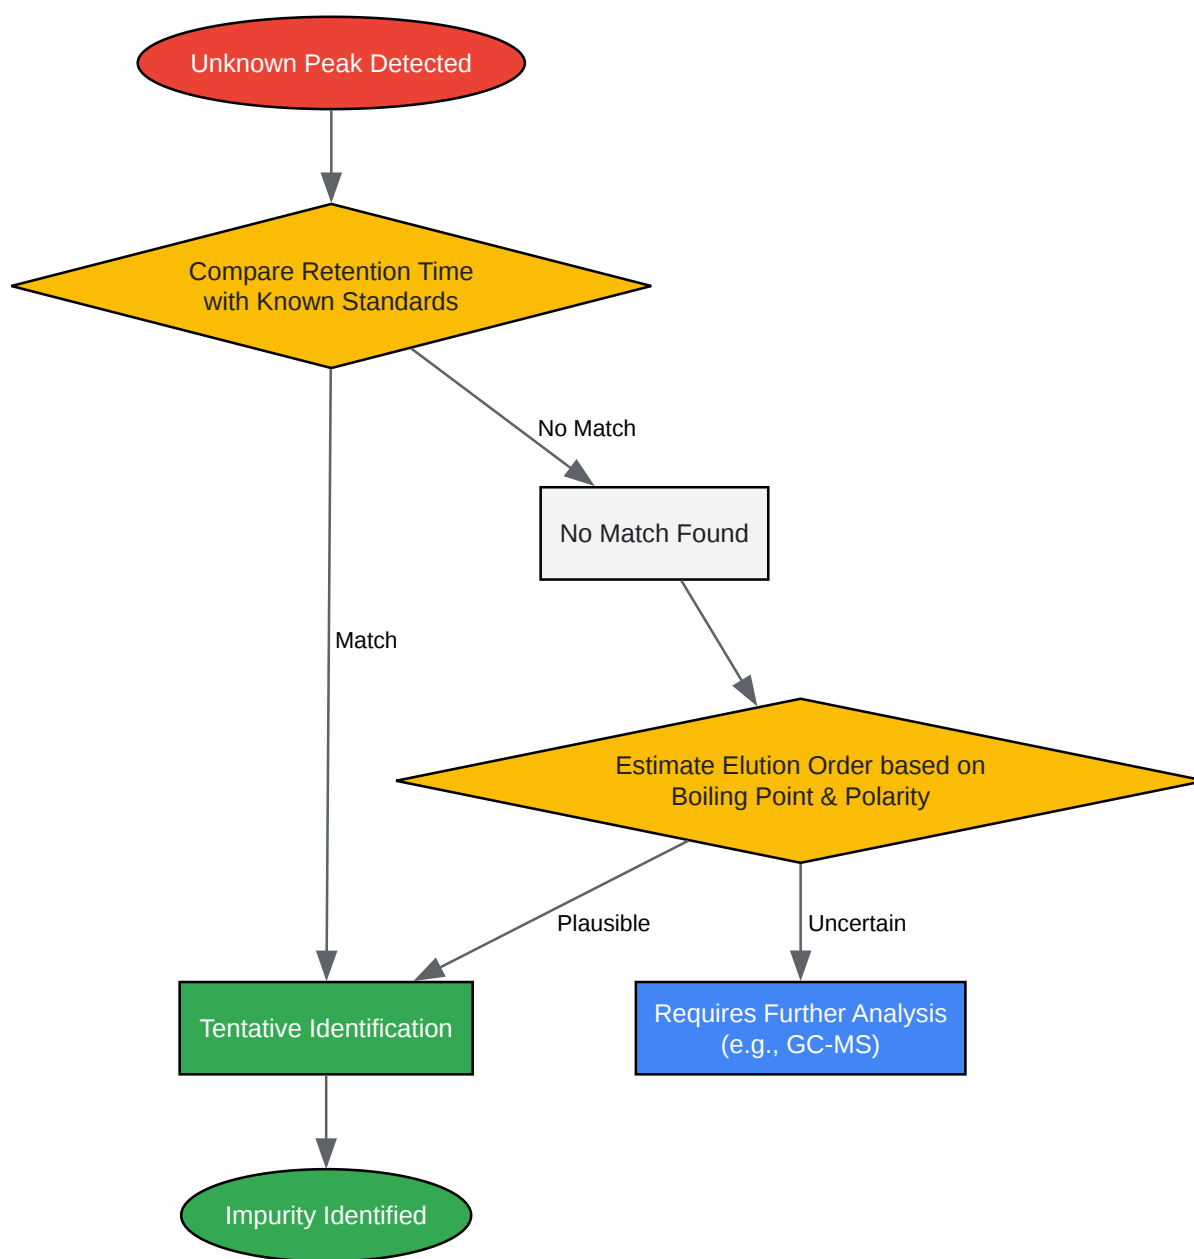 Unknown Peak Detected
Compare Retention Time
with Known Standards
No Match
No Match Found
Match
Estimate Elution Order based on
Boiling Point & Polarity
Plausible
Uncertain
Tentative Identification
Requires Further Analysis
(e.g., GC-MS)
Impurity Identified